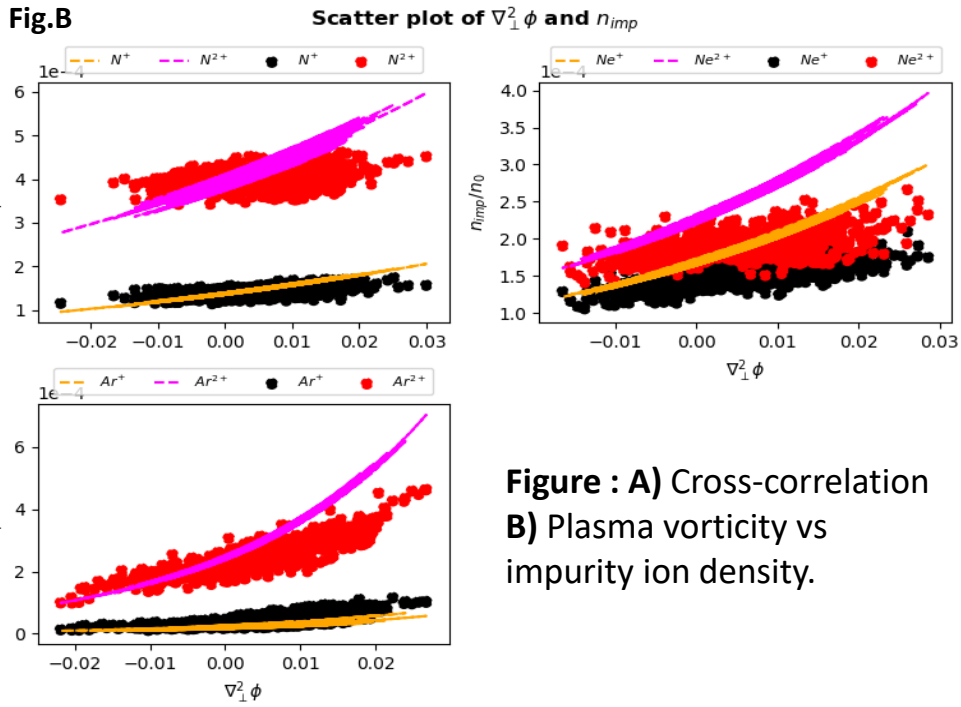 Fig.B
Scatter plot of ∇²⊥ϕ and n_imp
N⁺ N²⁺ N⁺ N²⁺
1e−4
6
5
4
3
2
1
−0.02 −0.01 0.00 0.01 0.02 0.03
Ne⁺ Ne²⁺ Ne⁺ Ne²⁺
1e−4
4.0
3.5
3.0
2.5
2.0
1.5
1.0
n_imp/n₀
−0.01 0.00 0.01 0.02 0.03
∇²⊥ϕ
Ar⁺ Ar²⁺ Ar⁺ Ar²⁺
1e−4
6
4
2
0
−0.02 −0.01 0.00 0.01 0.02
∇²⊥ϕ
Figure : A) Cross-correlation
B) Plasma vorticity vs
impurity ion density.